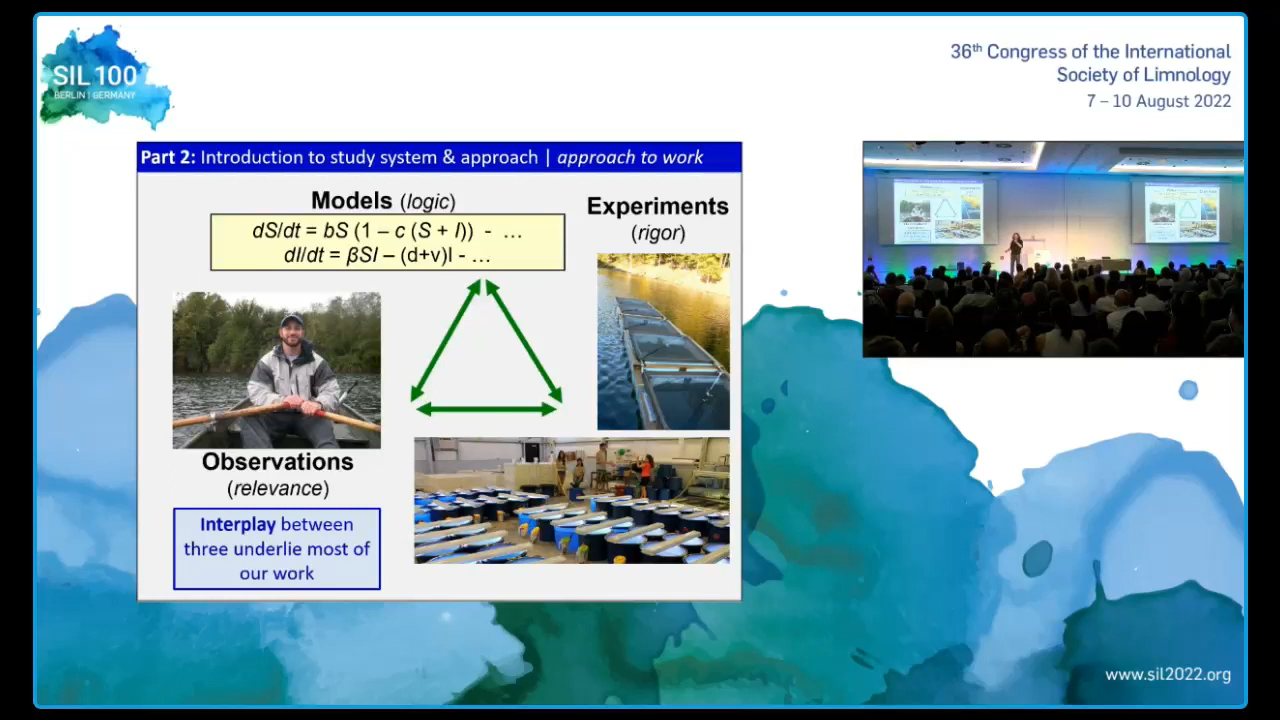 SIL 100
BERLIN | GERMANY
36th Congress of the International
Society of Limnology
7 – 10 August 2022
Part 2: Introduction to study system & approach | approach to work
Models (logic)
dS/dt = bS (1 – c (S + I)) - …
dI/dt = βSI – (d+v)I - …
Experiments
(rigor)
Observations
(relevance)
Interplay between
three underlie most of
our work
www.sil2022.org